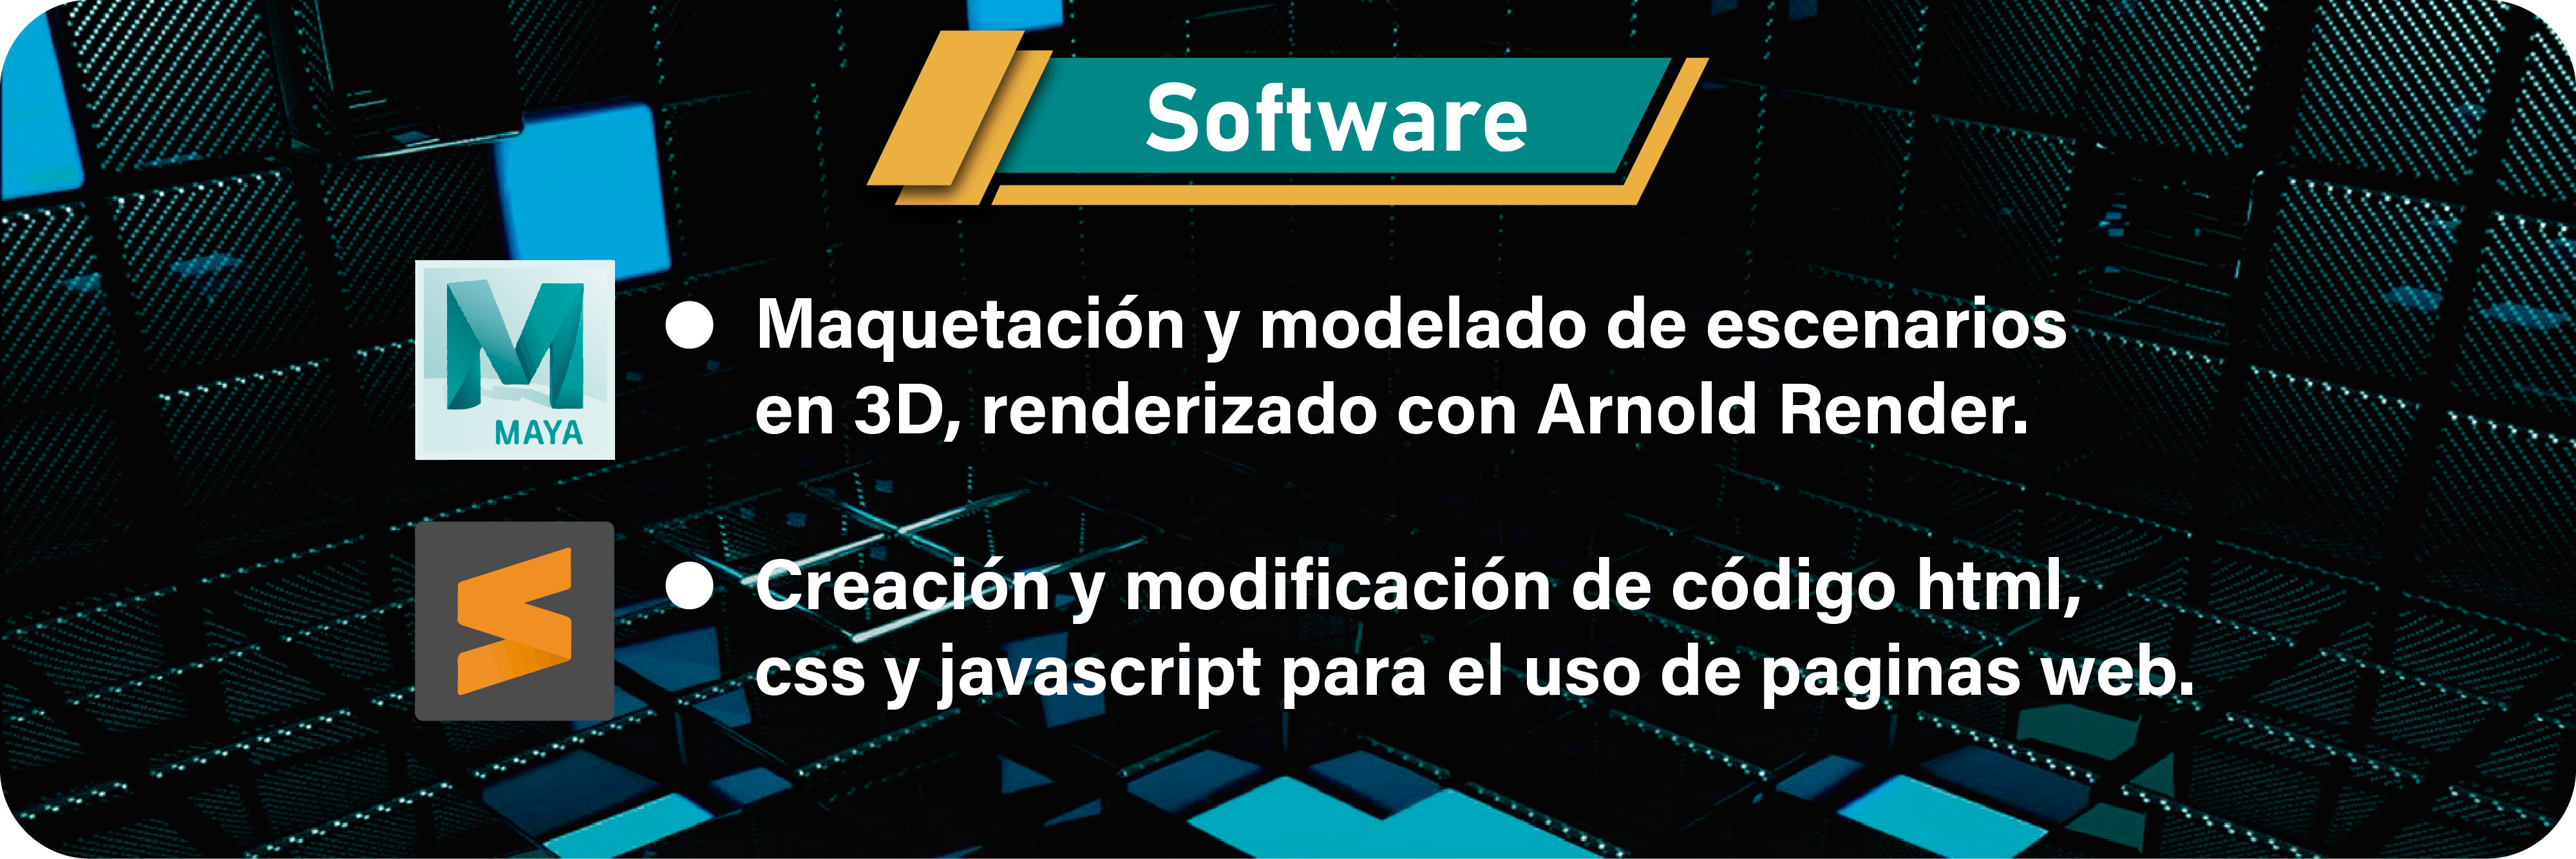 Software
MAYA
Maquetación y modelado de escenarios
en 3D, renderizado con Arnold Render.
Creación y modificación de código html,
css y javascript para el uso de paginas web.